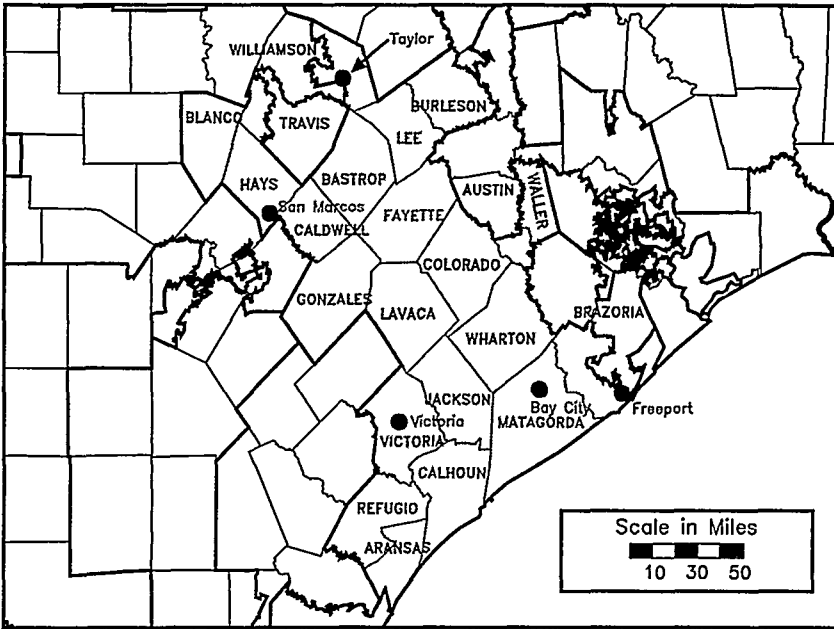 WILLIAMSON
Taylor
BLANCO
TRAVIS
BURLESON
LEE
HAYS
BASTROP
AUSTIN
WALLER
San Marcos
CALDWELL
FAYETTE
COLORADO
GONZALES
LAVACA
BRAZORIA
WHARTON
JACKSON
Bay City
MATAGORDA
Freeport
Victoria
VICTORIA
CALHOUN
REFUGIO
ARANSAS
Scale in Miles
10 30 50